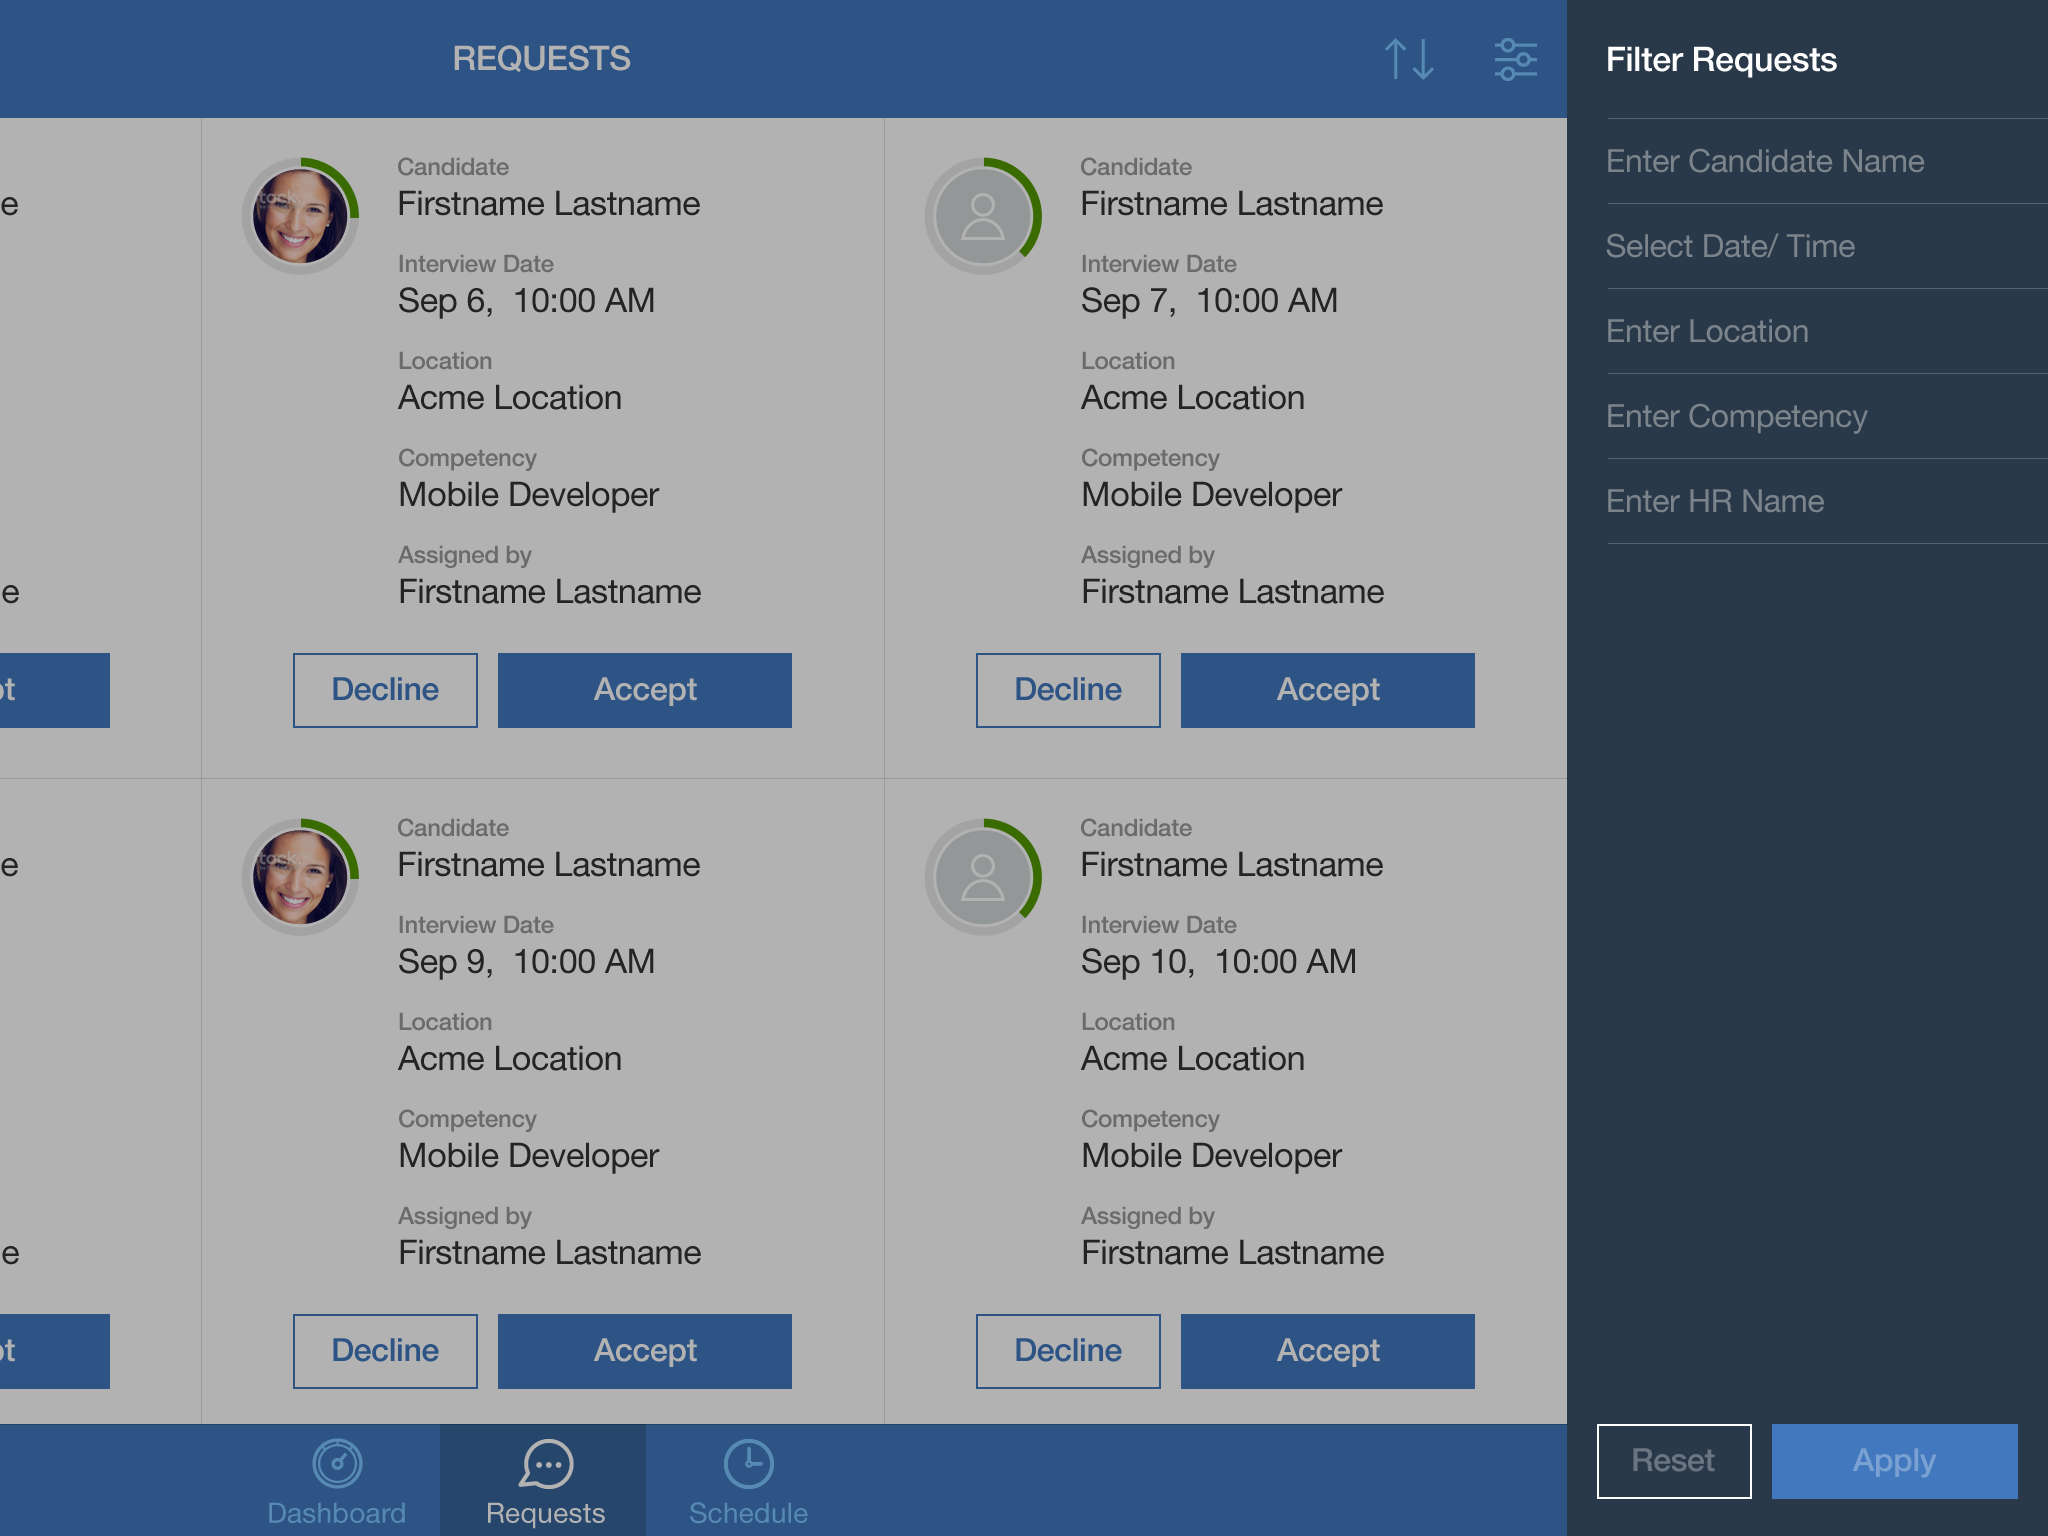 REQUESTS
Filter Requests
Enter Candidate Name
Select Date/ Time
Enter Location
Enter Competency
Enter HR Name
Reset
Apply
e
e
pt
Candidate
Firstname Lastname
Interview Date
Sep 6, 10:00 AM
Location
Acme Location
Competency
Mobile Developer
Assigned by
Firstname Lastname
Decline
Accept
Candidate
Firstname Lastname
Interview Date
Sep 7, 10:00 AM
Location
Acme Location
Competency
Mobile Developer
Assigned by
Firstname Lastname
Decline
Accept
e
e
pt
Candidate
Firstname Lastname
Interview Date
Sep 9, 10:00 AM
Location
Acme Location
Competency
Mobile Developer
Assigned by
Firstname Lastname
Decline
Accept
Candidate
Firstname Lastname
Interview Date
Sep 10, 10:00 AM
Location
Acme Location
Competency
Mobile Developer
Assigned by
Firstname Lastname
Decline
Accept
Dashboard
Requests
Schedule